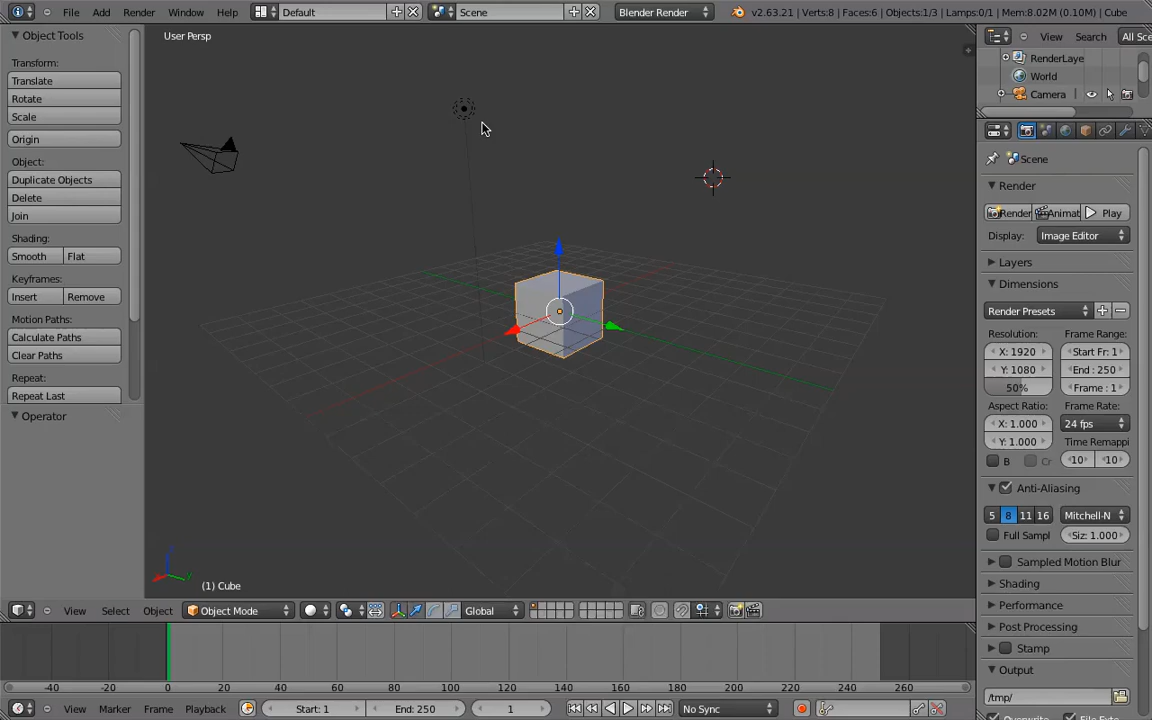 File Add Render Window Help Default Scene Blender Render v2.63.21 | Verts:8 | Faces:6 | Objects:1/3 | Lamps:0/1 | Mem:8.02M (0.10M) | Cube
Object Tools
Transform:
Translate
Rotate
Scale
Origin
Object:
Duplicate Objects
Delete
Join
Shading:
Smooth Flat
Keyframes:
Insert Remove
Motion Paths:
Calculate Paths
Clear Paths
Repeat:
Repeat Last
Operator
User Persp
(1) Cube
View Select Object Object Mode Global
View Search All Sce
RenderLaye
World
Camera
Scene
Render
Render Animat Play
Display: Image Editor
Layers
Dimensions
Render Presets
Resolution: Frame Range:
X: 1920 Start Fr: 1
Y: 1080 End : 250
50% Frame : 1
Aspect Ratio: Frame Rate:
X: 1.000 24 fps
Y: 1.000 Time Remappi
B Cr 10 10
Anti-Aliasing
5 8 11 16 Mitchell-N
Full Sampl Siz: 1.000
Sampled Motion Blur
Shading
Performance
Post Processing
Stamp
Output
/tmp/
-40 -20 0 20 40 60 80 100 120 140 160 180 200 220 240 260
View Marker Frame Playback Start: 1 End: 250 1 No Sync